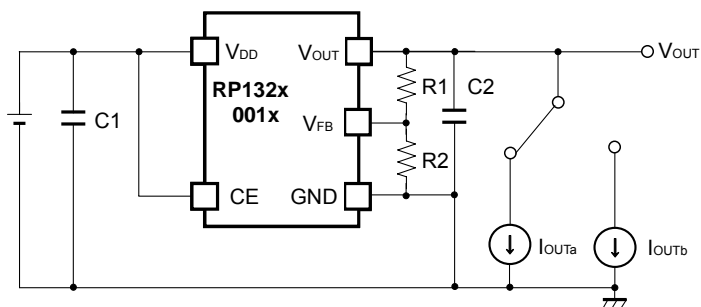 VDD
VOUT
VOUT
RP132x
001x
R1
C2
C1
VFB
R2
CE
GND
IOUTa
IOUTb